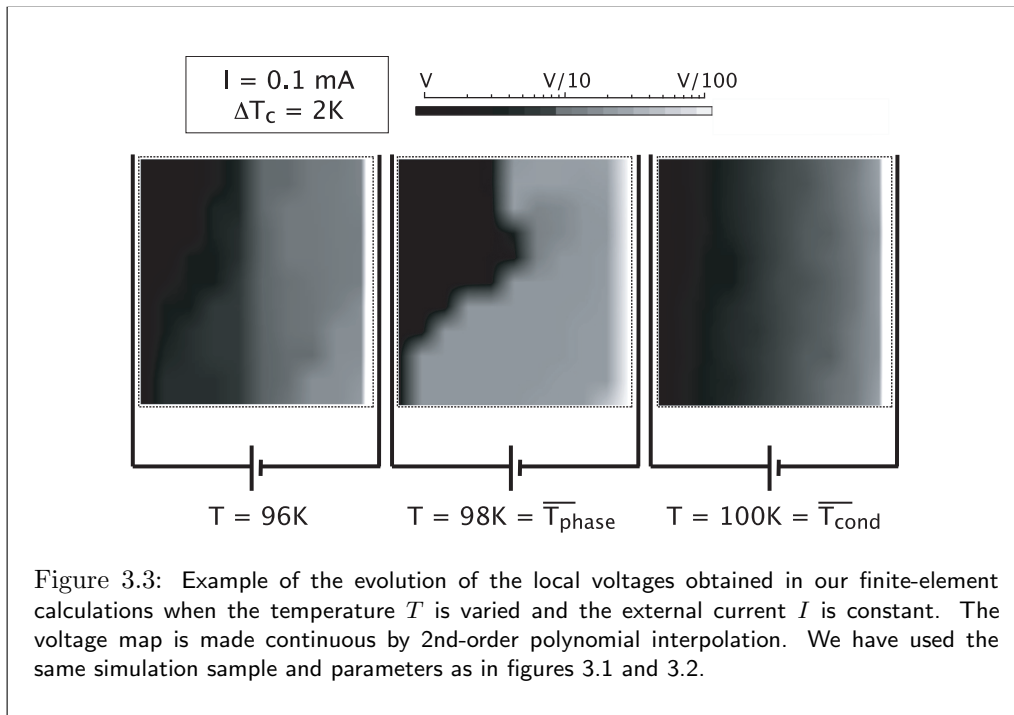 I = 0.1 mA
ΔTc = 2K
V V/10 V/100
T = 96K
T = 98K = T̅phase
T = 100K = T̅cond
Figure 3.3: Example of the evolution of the local voltages obtained in our finite-element
calculations when the temperature T is varied and the external current I is constant. The
voltage map is made continuous by 2nd-order polynomial interpolation. We have used the
same simulation sample and parameters as in figures 3.1 and 3.2.